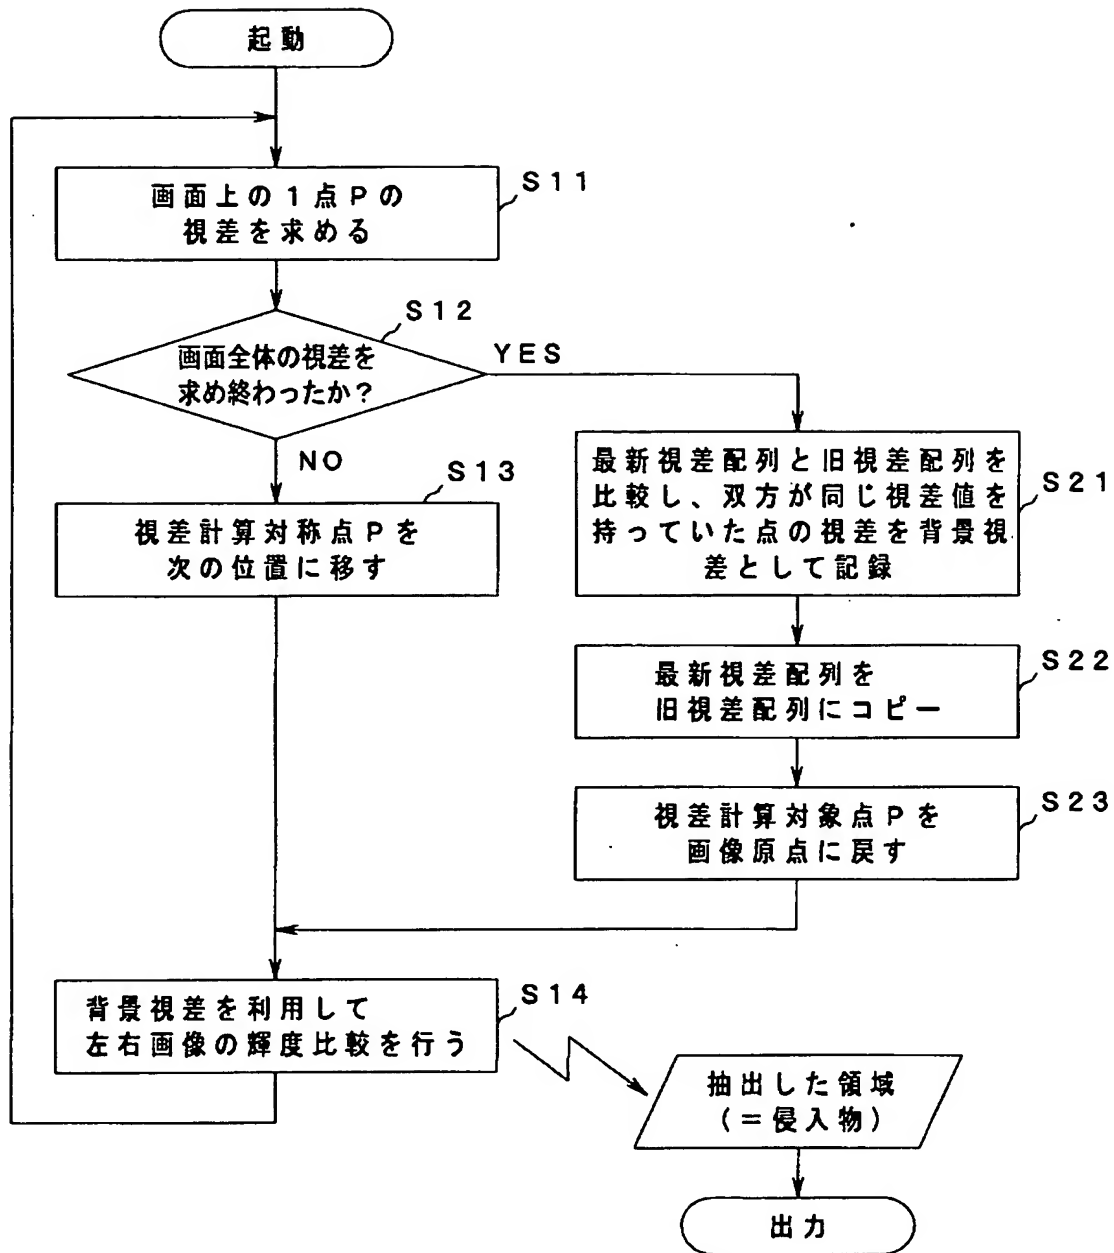 起動
画面上の1点Pの
視差を求める
S11
画面全体の視差を
求め終わったか?
S12
YES
NO
視差計算対称点Pを
次の位置に移す
S13
最新視差配列と旧視差配列を
比較し、双方が同じ視差値を
持っていた点の視差を背景視
差として記録
S21
最新視差配列を
旧視差配列にコピー
S22
視差計算対象点Pを
画像原点に戻す
S23
背景視差を利用して
左右画像の輝度比較を行う
S14
抽出した領域
(=侵入物)
出力